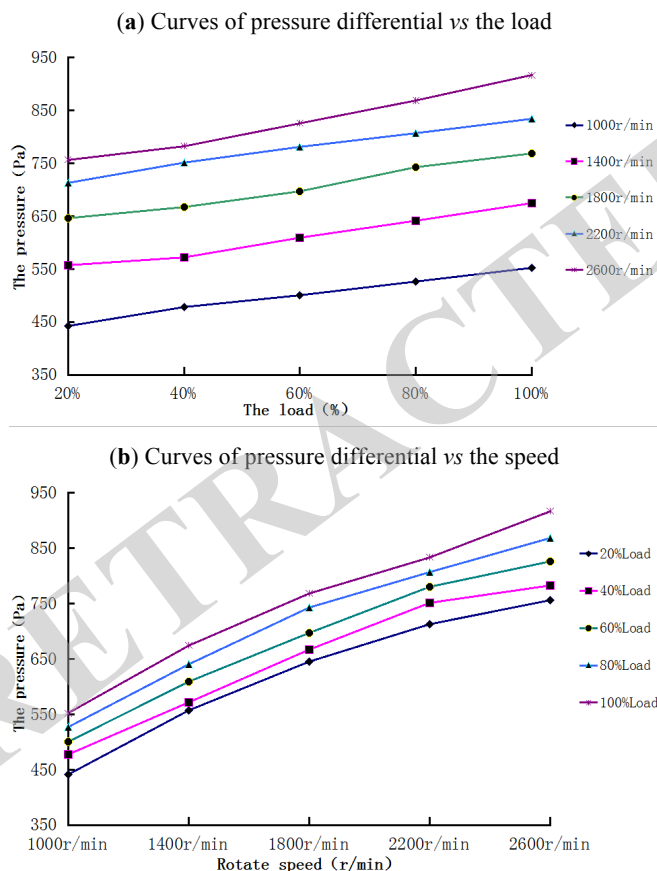 (a) Curves of pressure differential vs the load
950
850
750
650
550
450
350
The pressure (Pa)
20% 40% 60% 80% 100%
The load (%)
1000r/min
1400r/min
1800r/min
2200r/min
2600r/min
(b) Curves of pressure differential vs the speed
950
850
750
650
550
450
350
The pressure (Pa)
1000r/min 1400r/min 1800r/min 2200r/min 2600r/min
Rotate speed (r/min)
20%Load
40%Load
60%Load
80%Load
100%Load
RETRACTE